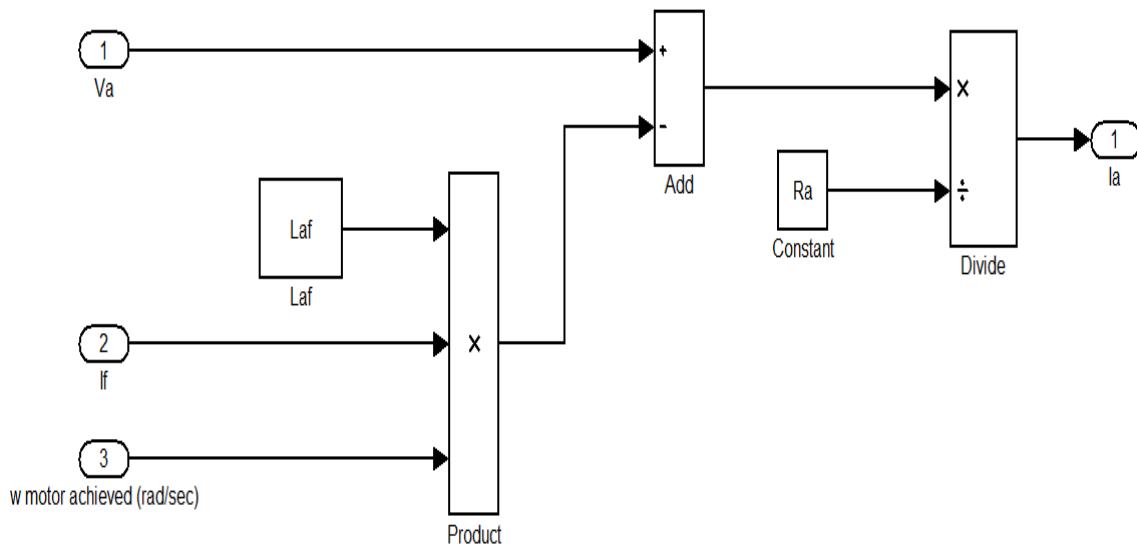 1
Va
+
-
Add
×
÷
Divide
1
Ia
Ra
Constant
Laf
Laf
×
Product
2
If
3
w motor achieved (rad/sec)